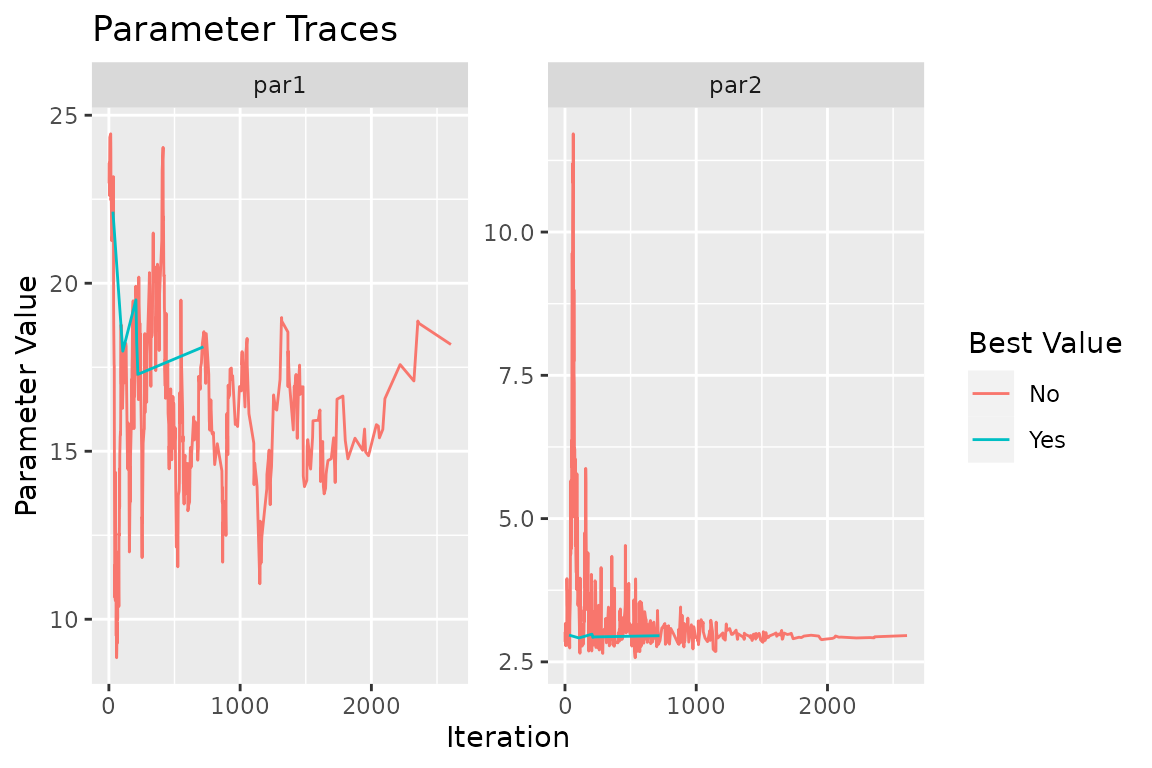 Parameter Traces
par1
par2
25
20
15
10
10.0
7.5
5.0
2.5
Parameter Value
0
1000
2000
0
1000
2000
Iteration
Best Value
No
Yes